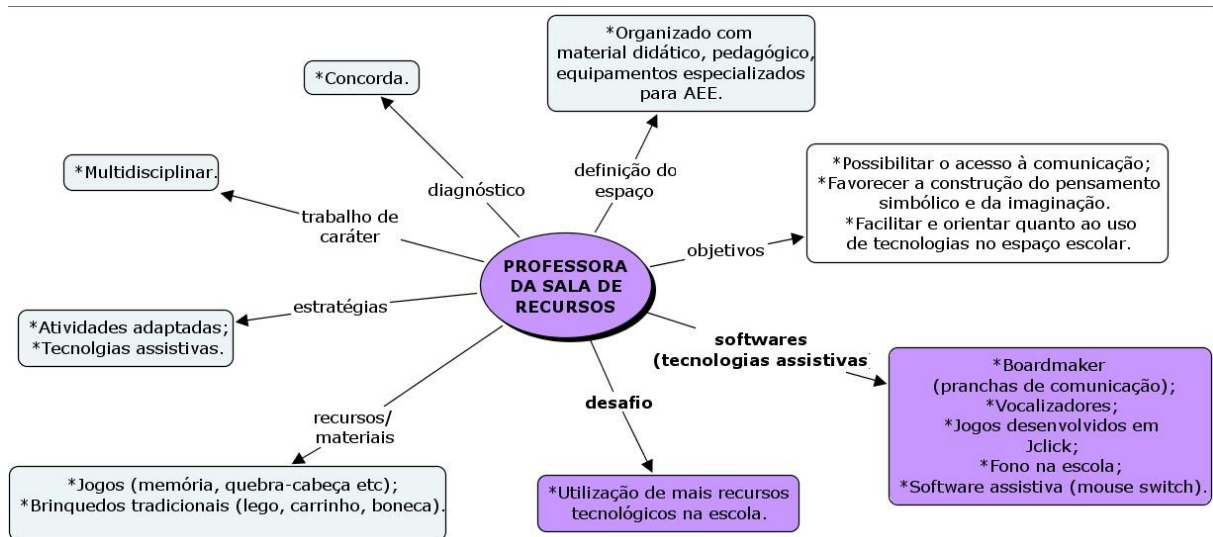 *Organizado com
material didático, pedagógico,
equipamentos especializados
para AEE.
*Concorda.
*Multidisciplinar.
diagnóstico
definição do
espaço
*Possibilitar o acesso à comunicação;
*Favorecer a construção do pensamento
simbólico e da imaginação.
*Facilitar e orientar quanto ao uso
de tecnologias no espaço escolar.
trabalho de
caráter
objetivos
PROFESSORA
DA SALA DE
RECURSOS
estratégias
*Atividades adaptadas;
*Tecnolgias assistivas.
softwares
(tecnologias assistivas)
*Boardmaker
(pranchas de comunicação);
*Vocalizadores;
*Jogos desenvolvidos em
Jclick;
*Fono na escola;
*Software assistiva (mouse switch).
desafio
recursos/
materiais
*Jogos (memória, quebra-cabeça etc);
*Brinquedos tradicionais (lego, carrinho, boneca).
*Utilização de mais recursos
tecnológicos na escola.